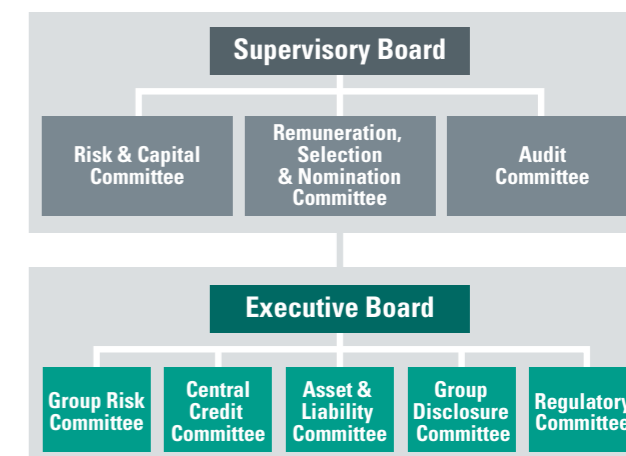 Supervisory Board
Risk & Capital
Committee
Remuneration,
Selection
& Nomination
Committee
Audit
Committee
Executive Board
Group Risk
Committee
Central
Credit
Committee
Asset &
Liability
Committee
Group
Disclosure
Committee
Regulatory
Committee